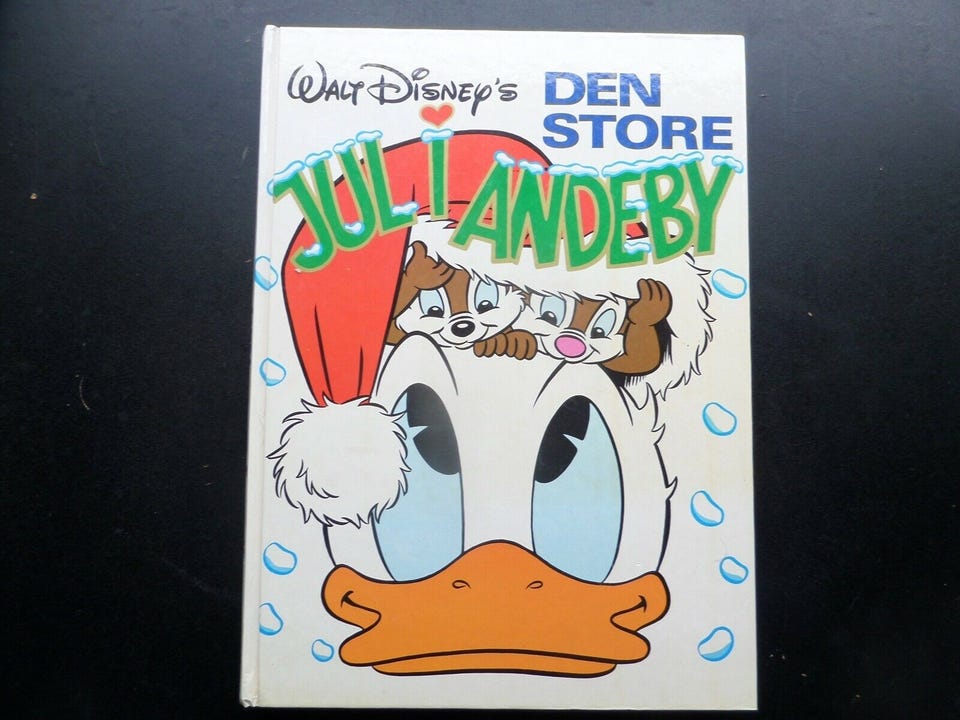 WALT DISNEY'S
DEN
STORE
JUL I ANDEBY